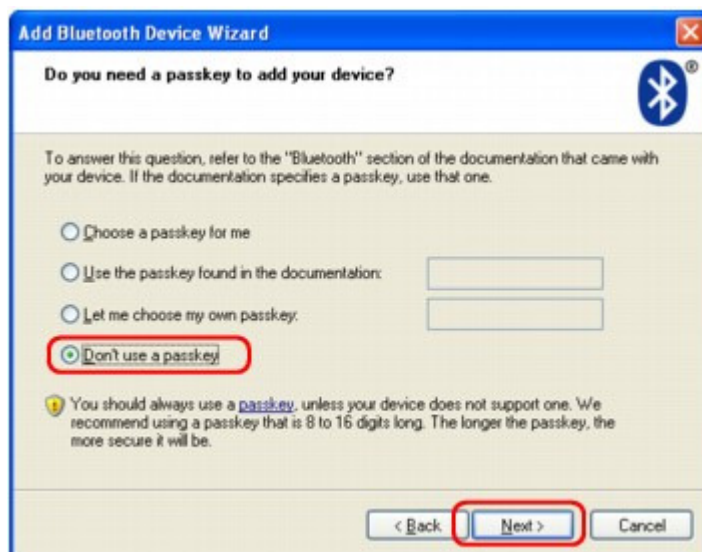 Add Bluetooth Device Wizard
Do you need a passkey to add your device?
®
To answer this question, refer to the "Bluetooth" section of the documentation that came with
your device. If the documentation specifies a passkey, use that one.
Choose a passkey for me
Use the passkey found in the documentation:
Let me choose my own passkey:
Don't use a passkey
You should always use a passkey, unless your device does not support one. We
recommend using a passkey that is 8 to 16 digits long. The longer the passkey, the
more secure it will be.
< Back Next > Cancel